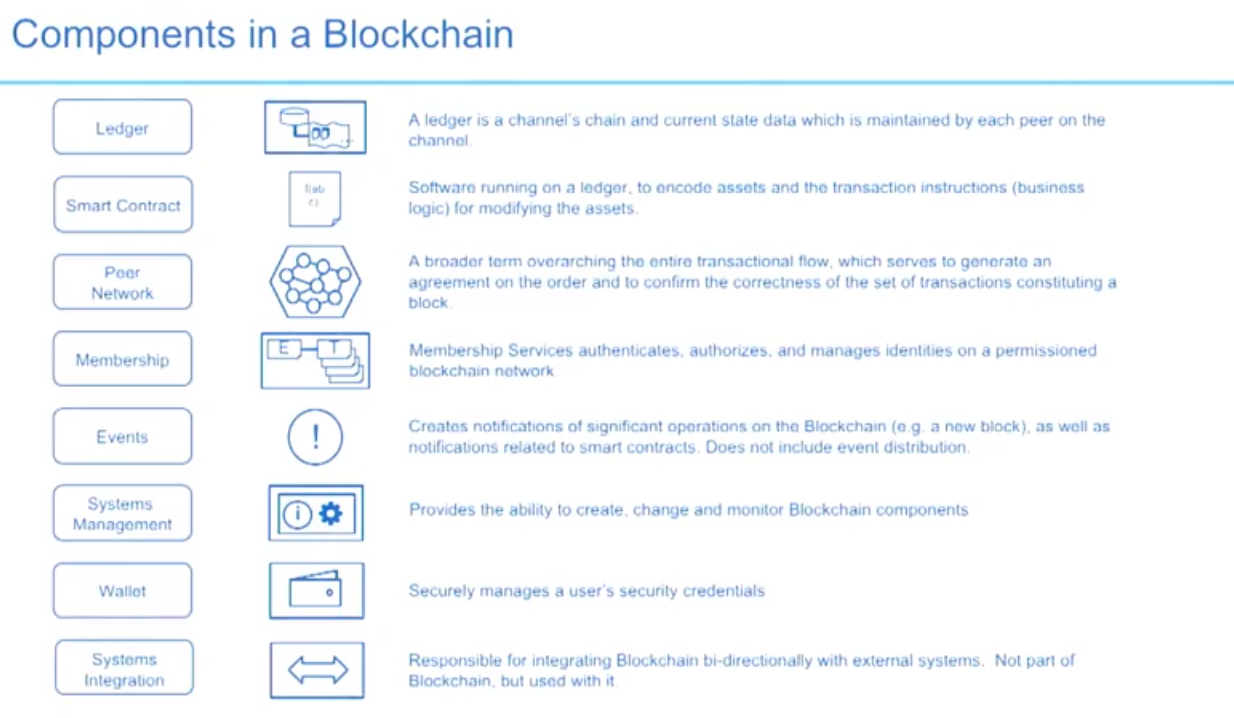 Components in a Blockchain
Ledger
A ledger is a channel's chain and current state data which is maintained by each peer on the
channel.
Smart Contract
f(ab
c)
Software running on a ledger, to encode assets and the transaction instructions (business
logic) for modifying the assets.
Peer
Network
A broader term overarching the entire transactional flow, which serves to generate an
agreement on the order and to confirm the correctness of the set of transactions constituting a
block.
Membership
E T
Membership Services authenticates, authorizes, and manages identities on a permissioned
blockchain network.
Events
!
Creates notifications of significant operations on the Blockchain (e.g. a new block), as well as
notifications related to smart contracts. Does not include event distribution.
Systems
Management
i
Provides the ability to create, change and monitor Blockchain components
Wallet
Securely manages a user's security credentials
Systems
Integration
Responsible for integrating Blockchain bi-directionally with external systems. Not part of
Blockchain, but used with it.